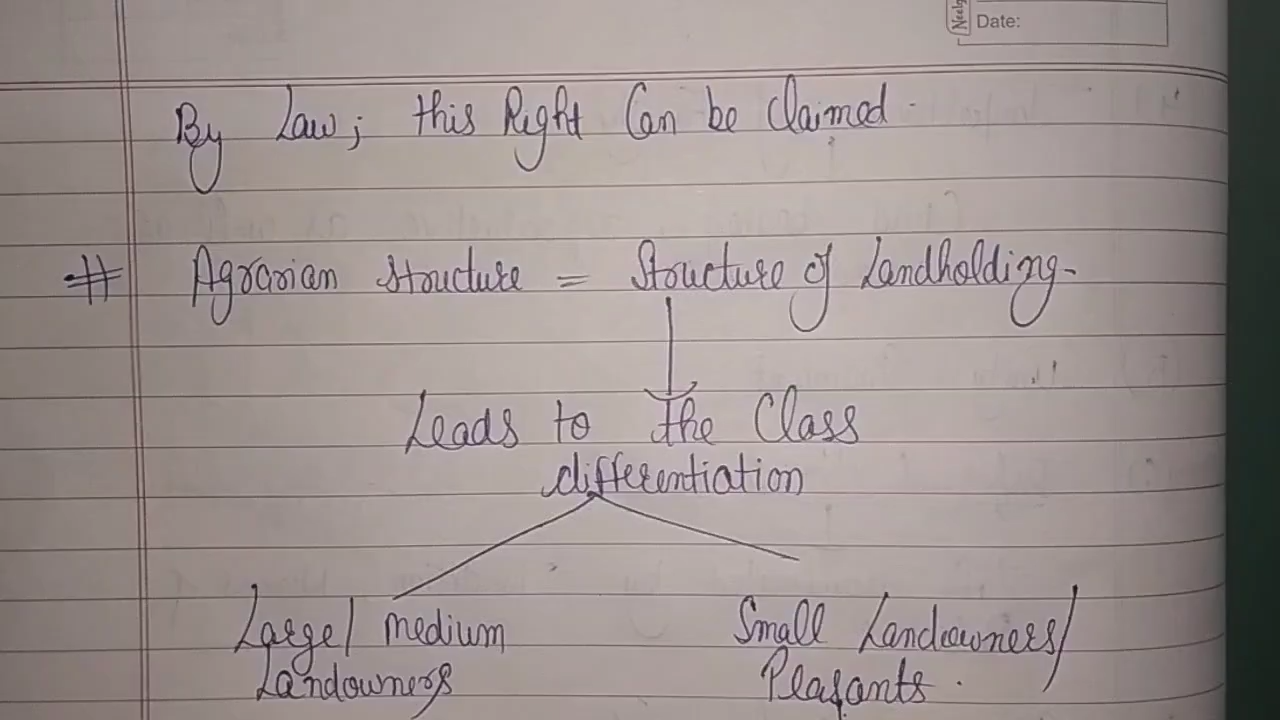 Neelg
Date:
By Law; this Right Can be Claimed.
# Agrarian Structure = Structure of Landholding-
Leads to the Class
differentiation
Large/ medium Small Landowners/
Landowners Peasants.